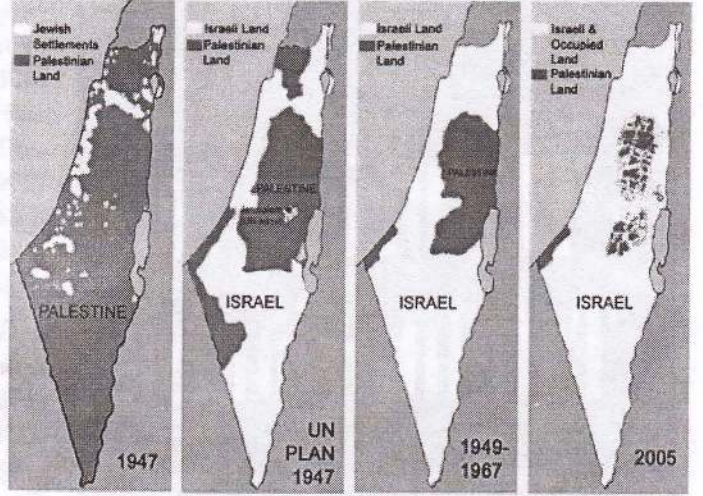 Jewish
Settlements
Palestinian
Land
PALESTINE
1947
Israeli Land
Palestinian
Land
PALESTINE
ISRAEL
UN
PLAN
1947
Israeli Land
Palestinian
Land
PALESTINE
ISRAEL
1949-
1967
Israeli &
Occupied
Land
Palestinian
Land
ISRAEL
2005